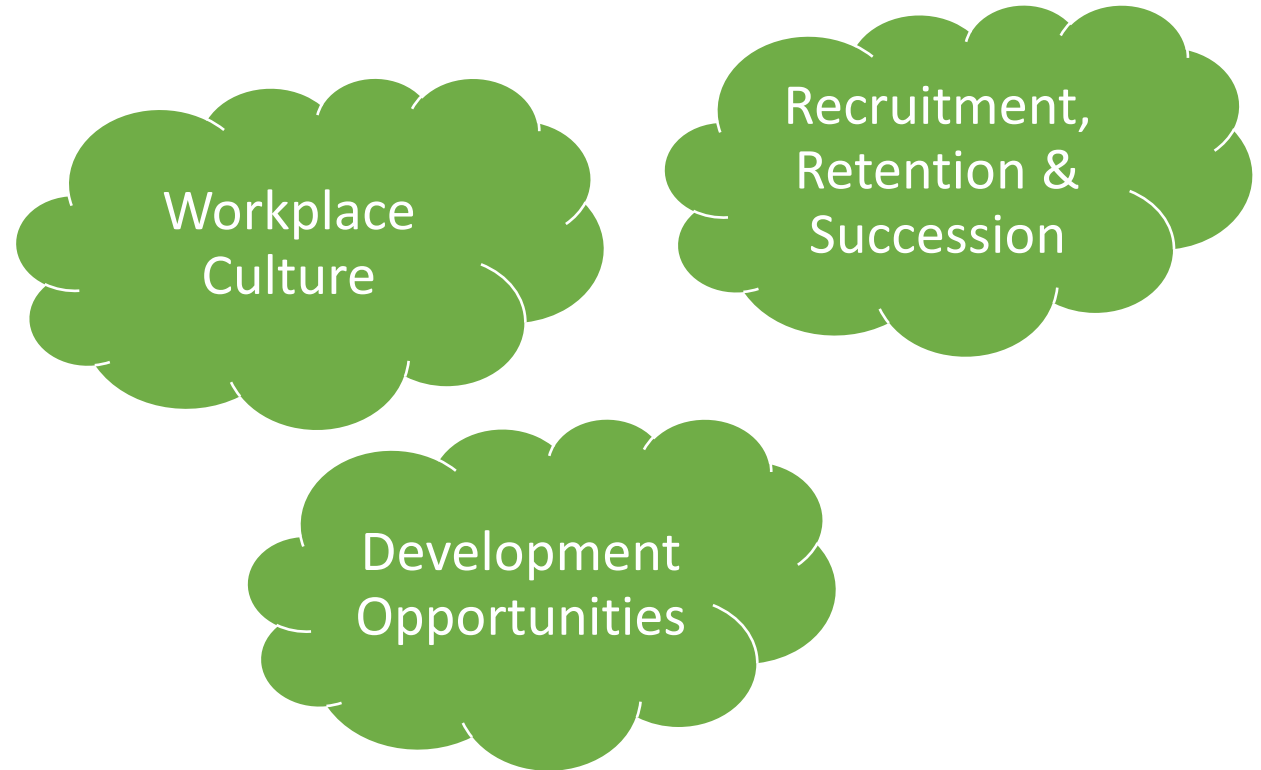 Workplace
Culture
Recruitment,
Retention &
Succession
Development
Opportunities